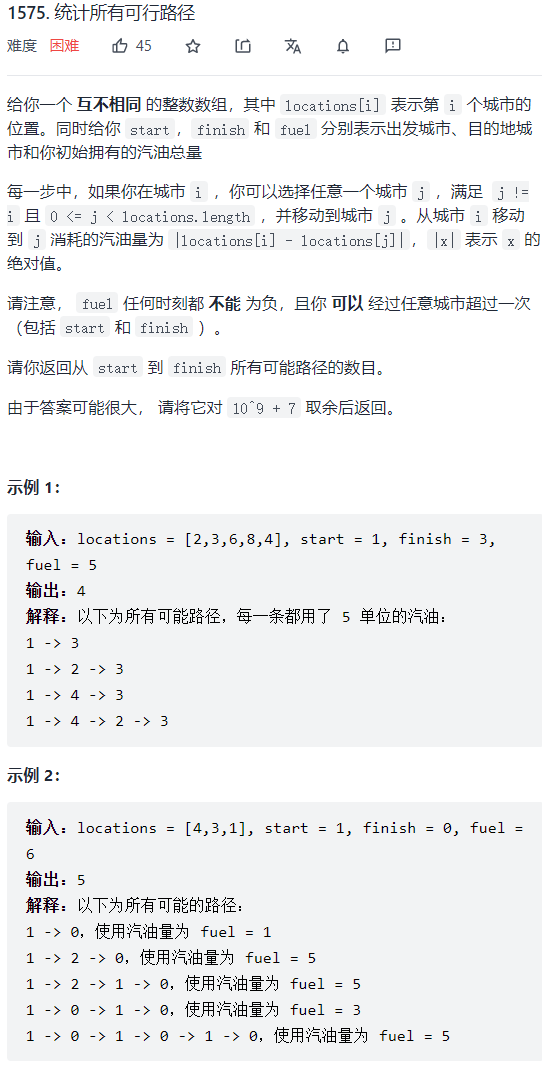 1575. 统计所有可行路径
难度 困难 45
给你一个 互不相同 的整数数组，其中 locations[i] 表示第 i 个城市的
位置。同时给你 start，finish 和 fuel 分别表示出发城市、目的地城
市和你初始拥有的汽油总量
每一步中，如果你在城市 i，你可以选择任意一个城市 j，满足 j !=
i 且 0 <= j < locations.length，并移动到城市 j。从城市 i 移动
到 j 消耗的汽油量为 |locations[i] - locations[j]|，|x| 表示 x 的
绝对值。
请注意， fuel 任何时刻都 不能 为负，且你 可以 经过任意城市超过一次
（包括 start 和 finish ）。
请你返回从 start 到 finish 所有可能路径的数目。
由于答案可能很大， 请将它对 10^9 + 7 取余后返回。
示例 1：
输入：locations = [2,3,6,8,4], start = 1, finish = 3,
fuel = 5
输出：4
解释：以下为所有可能路径，每一条都用了 5 单位的汽油：
1 -> 3
1 -> 2 -> 3
1 -> 4 -> 3
1 -> 4 -> 2 -> 3
示例 2：
输入：locations = [4,3,1], start = 1, finish = 0, fuel =
6
输出：5
解释：以下为所有可能的路径：
1 -> 0，使用汽油量为 fuel = 1
1 -> 2 -> 0，使用汽油量为 fuel = 5
1 -> 2 -> 1 -> 0，使用汽油量为 fuel = 5
1 -> 0 -> 1 -> 0，使用汽油量为 fuel = 3
1 -> 0 -> 1 -> 0 -> 1 -> 0，使用汽油量为 fuel = 5